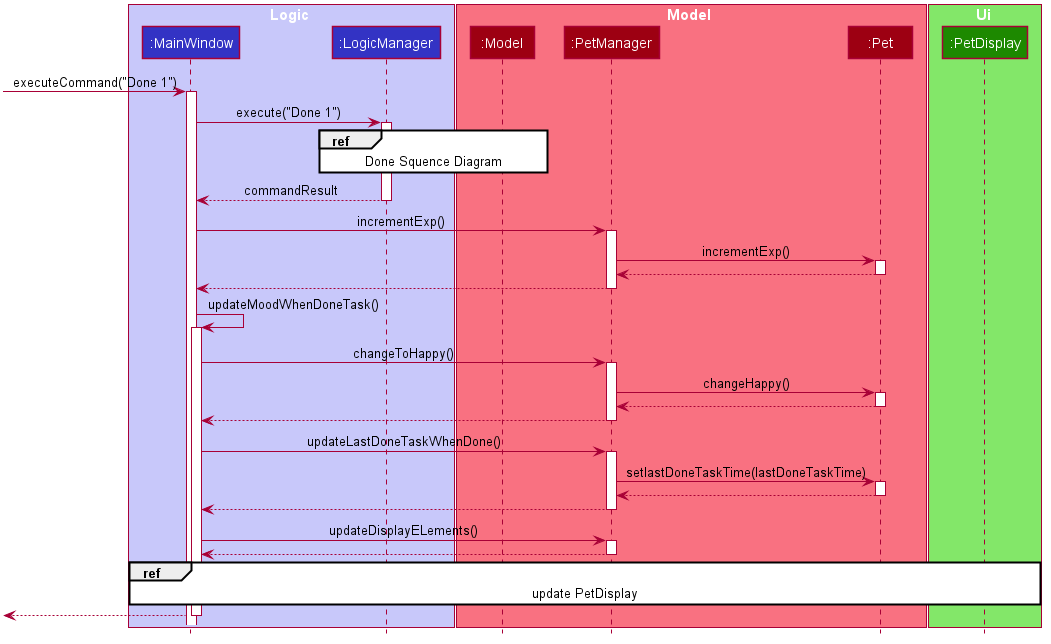 Logic
Model
Ui
:MainWindow
:LogicManager
:Model
:PetManager
:Pet
:PetDisplay
executeCommand("Done 1")
execute("Done 1")
ref
Done Squence Diagram
commandResult
incrementExp()
incrementExp()
updateMoodWhenDoneTask()
changeToHappy()
changeHappy()
updateLastDoneTaskWhenDone()
setlastDoneTaskTime(lastDoneTaskTime)
updateDisplayELements()
ref
update PetDisplay